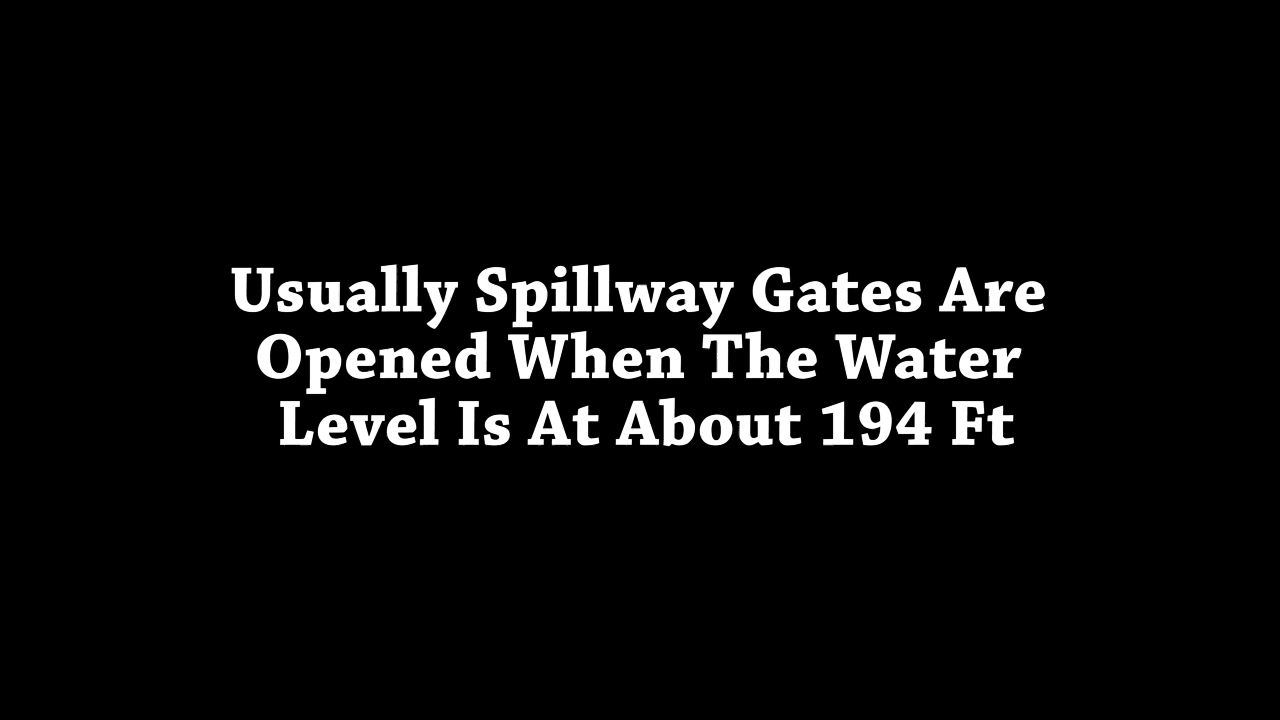 Usually Spillway Gates Are
Opened When The Water
Level Is At About 194 Ft